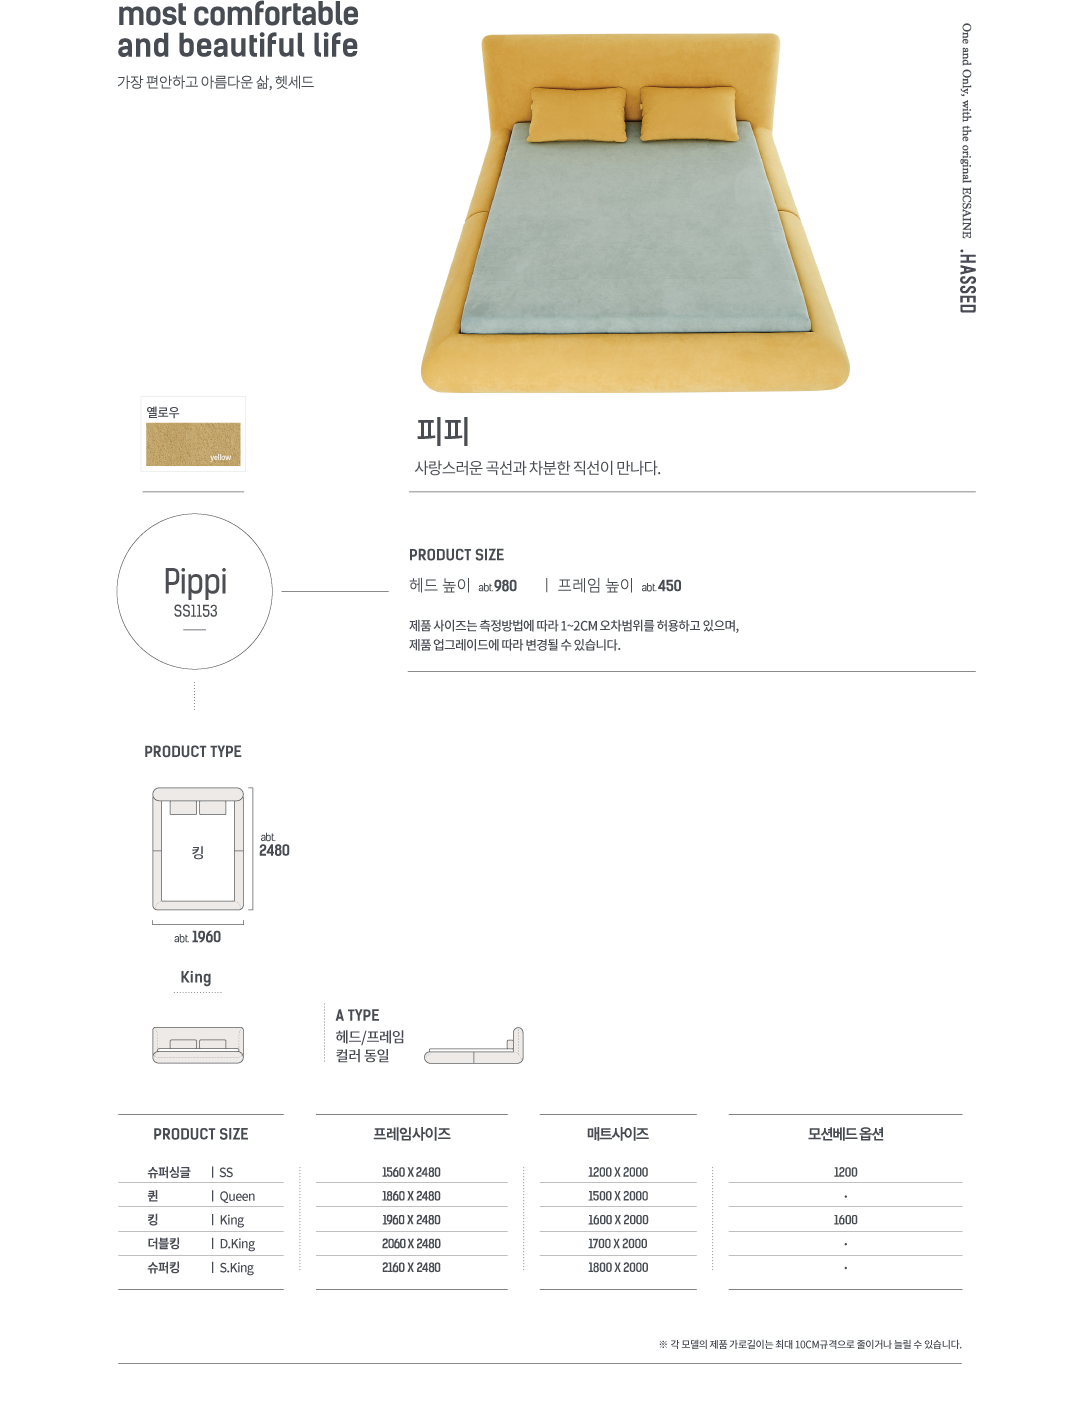 most comfortable
and beautiful life
가장 편안하고 아름다운 삶, 헷세드
One and Only, with the original ECSAINE .HASSED
옐로우
yellow
피피
사랑스러운 곡선과 차분한 직선이 만나다.
Pippi
SS1153
PRODUCT SIZE
헤드 높이 abt.980 | 프레임 높이 abt.450
제품 사이즈는 측정방법에 따라 1~2CM 오차범위를 허용하고 있으며,
제품 업그레이드에 따라 변경될 수 있습니다.
PRODUCT TYPE
킹
abt.
2480
abt. 1960
King
A TYPE
헤드/프레임
컬러 동일
PRODUCT SIZE 프레임사이즈 매트사이즈 모션베드 옵션
슈퍼싱글 | SS 1560 X 2480 1200 X 2000 1200
퀸 | Queen 1860 X 2480 1500 X 2000 ·
킹 | King 1960 X 2480 1600 X 2000 1600
더블킹 | D.King 2060 X 2480 1700 X 2000 ·
슈퍼킹 | S.King 2160 X 2480 1800 X 2000 ·
※ 각 모델의 제품 가로길이는 최대 10CM규격으로 줄이거나 늘릴 수 있습니다.